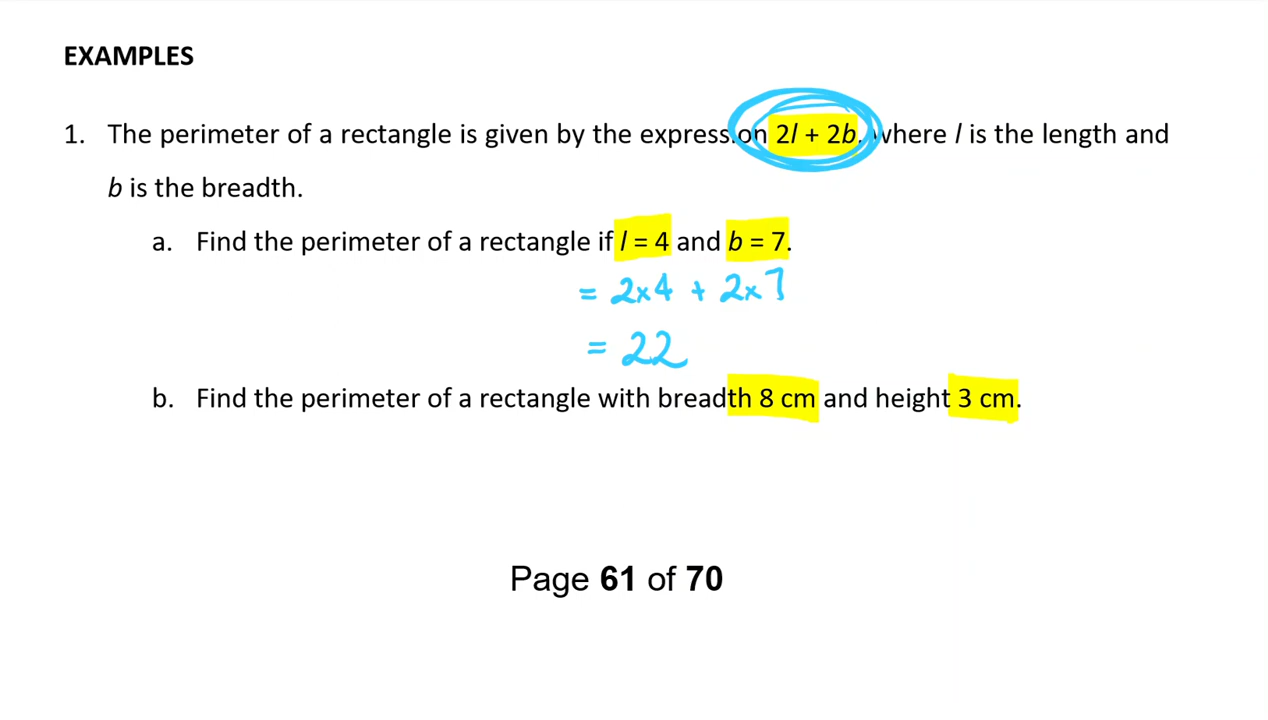 EXAMPLES
1. The perimeter of a rectangle is given by the expression 2l + 2b, where l is the length and
b is the breadth.
a. Find the perimeter of a rectangle if l = 4 and b = 7.
= 2×4 + 2×7
= 22
b. Find the perimeter of a rectangle with breadth 8 cm and height 3 cm.
Page 61 of 70